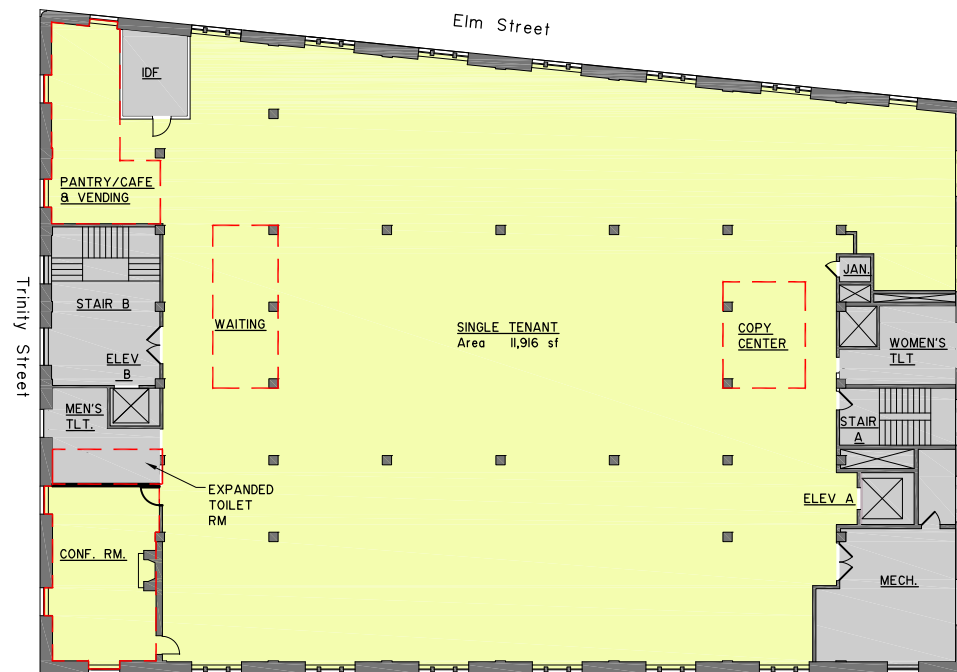 Elm Street
IDF
PANTRY/CAFE
& VENDING
Trinity Street
STAIR B
WAITING
SINGLE TENANT
Area 11,916 sf
COPY
CENTER
JAN.
WOMEN'S
TLT
ELEV
B
MEN'S
TLT.
STAIR
A
EXPANDED
TOILET
RM
ELEV A
CONF. RM.
MECH.